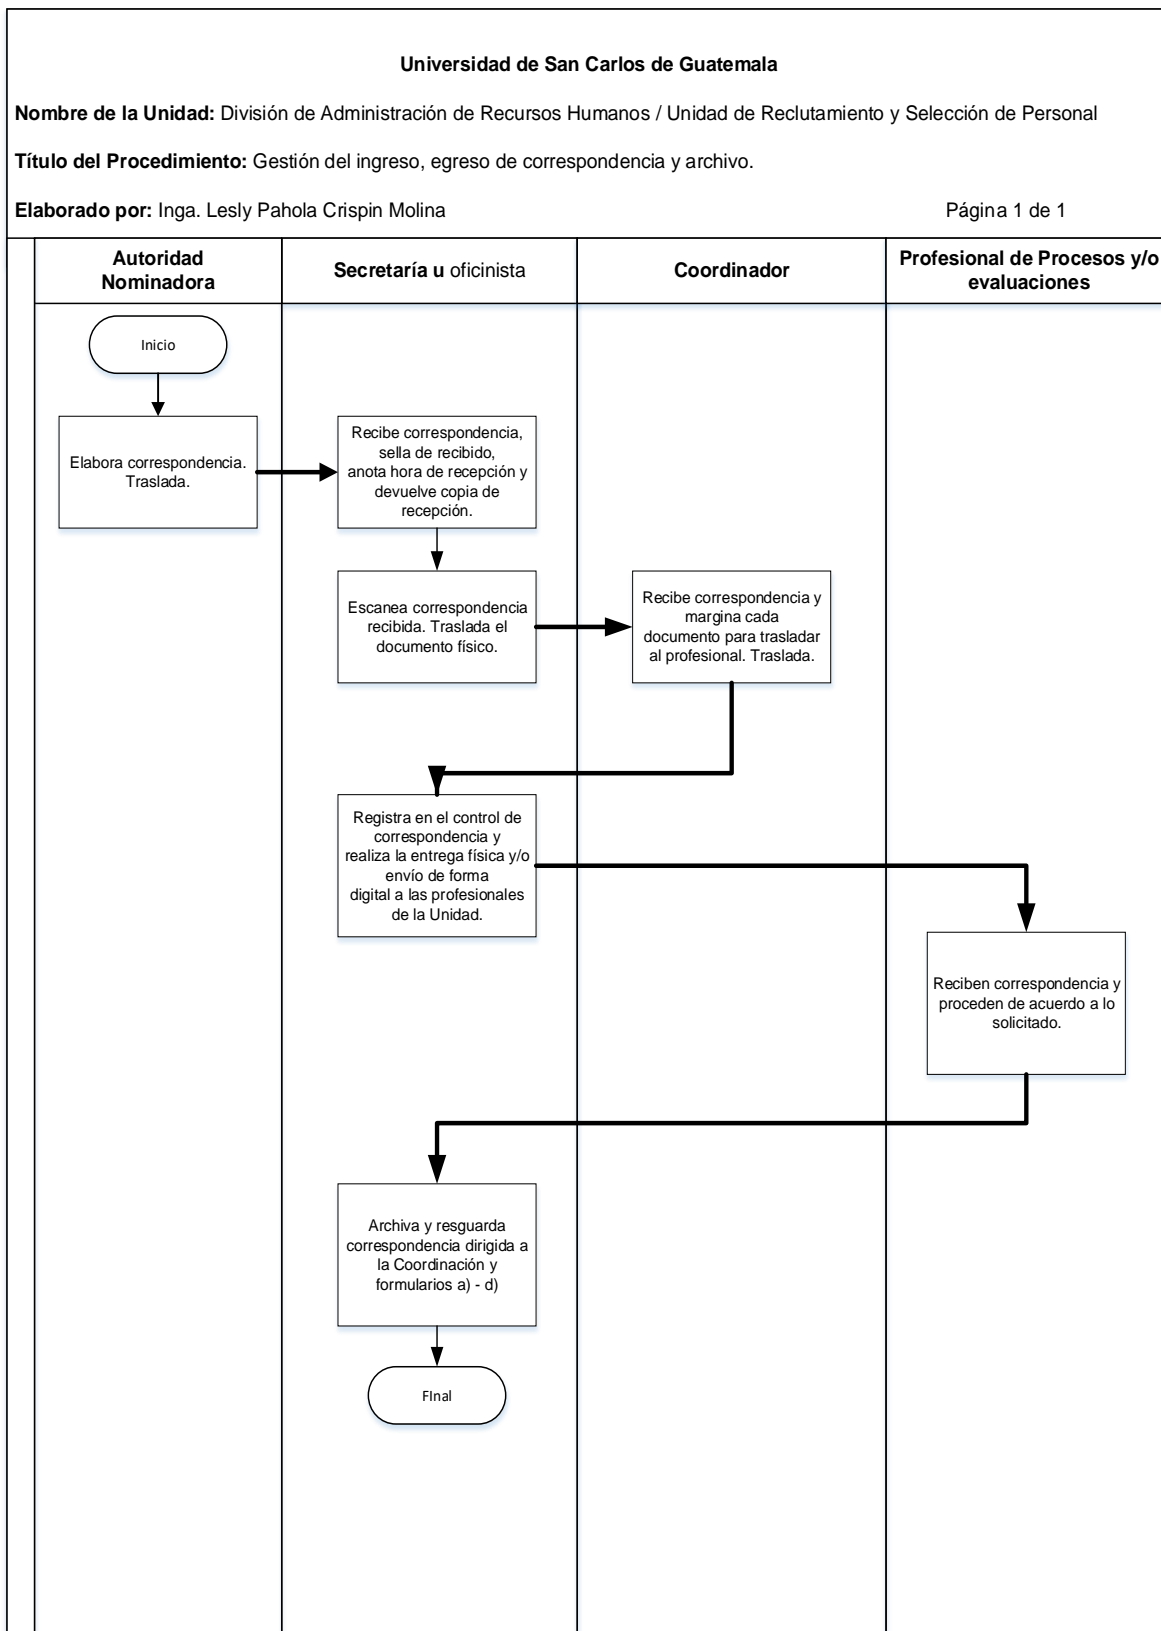 Universidad de San Carlos de Guatemala
Nombre de la Unidad: División de Administración de Recursos Humanos / Unidad de Reclutamiento y Selección de Personal
Título del Procedimiento: Gestión del ingreso, egreso de correspondencia y archivo.
Elaborado por: Inga. Lesly Pahola Crispin Molina
Página 1 de 1
Autoridad
Nominadora
Secretaría u oficinista
Coordinador
Profesional de Procesos y/o
evaluaciones
Inicio
Elabora correspondencia.
Traslada.
Recibe correspondencia,
sella de recibido,
anota hora de recepción y
devuelve copia de
recepción.
Escanea correspondencia
recibida. Traslada el
documento físico.
Recibe correspondencia y
margina cada
documento para trasladar
al profesional. Traslada.
Registra en el control de
correspondencia y
realiza la entrega física y/o
envío de forma
digital a las profesionales
de la Unidad.
Reciben correspondencia y
proceden de acuerdo a lo
solicitado.
Archiva y resguarda
correspondencia dirigida a
la Coordinación y
formularios a) - d)
FInal